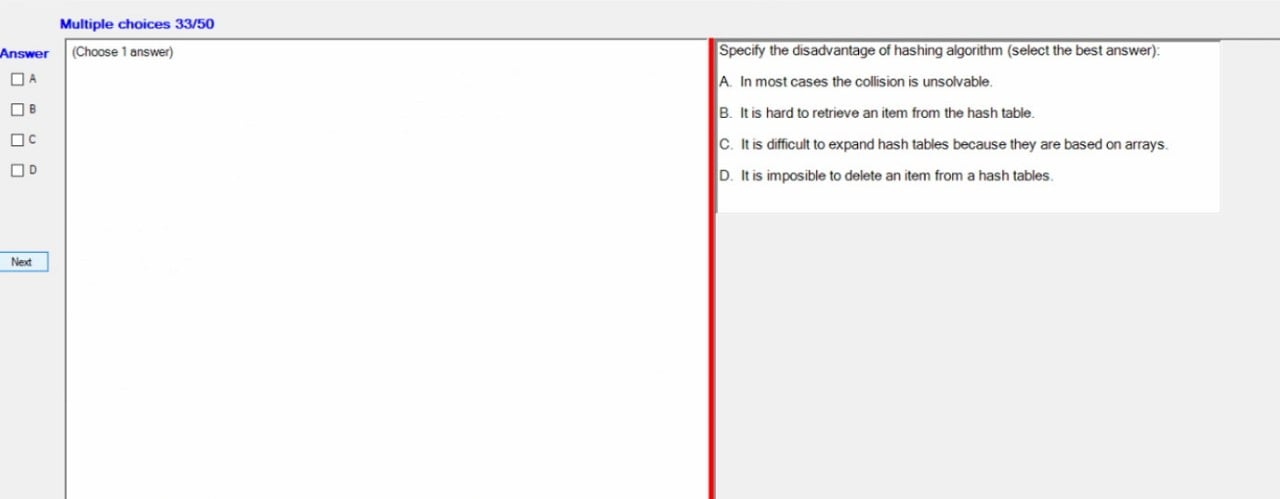 Multiple choices 33/50
Answer
(Choose 1 answer)
A
B
C
D
Next
Specify the disadvantage of hashing algorithm (select the best answer):
A. In most cases the collision is unsolvable.
B. It is hard to retrieve an item from the hash table.
C. It is difficult to expand hash tables because they are based on arrays.
D. It is imposible to delete an item from a hash tables.